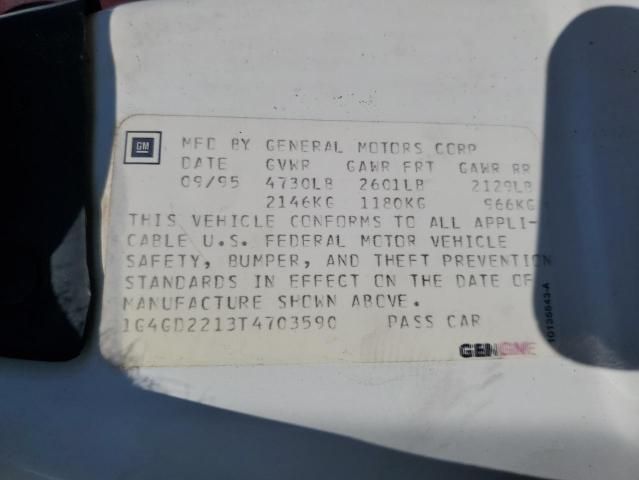 GM MFD BY GENERAL MOTORS CORP
DATE GVWR GAWR FRT GAWR RR
09/95 4730LB 2601LB 2129LB
2146KG 1180KG 966KG
THIS VEHICLE CONFORMS TO ALL APPLI-
CABLE U.S. FEDERAL MOTOR VEHICLE
SAFETY, BUMPER, AND THEFT PREVENTION
STANDARDS IN EFFECT ON THE DATE OF
MANUFACTURE SHOWN ABOVE.
1G4GD2213T4703590 PASS CAR
10135643-A